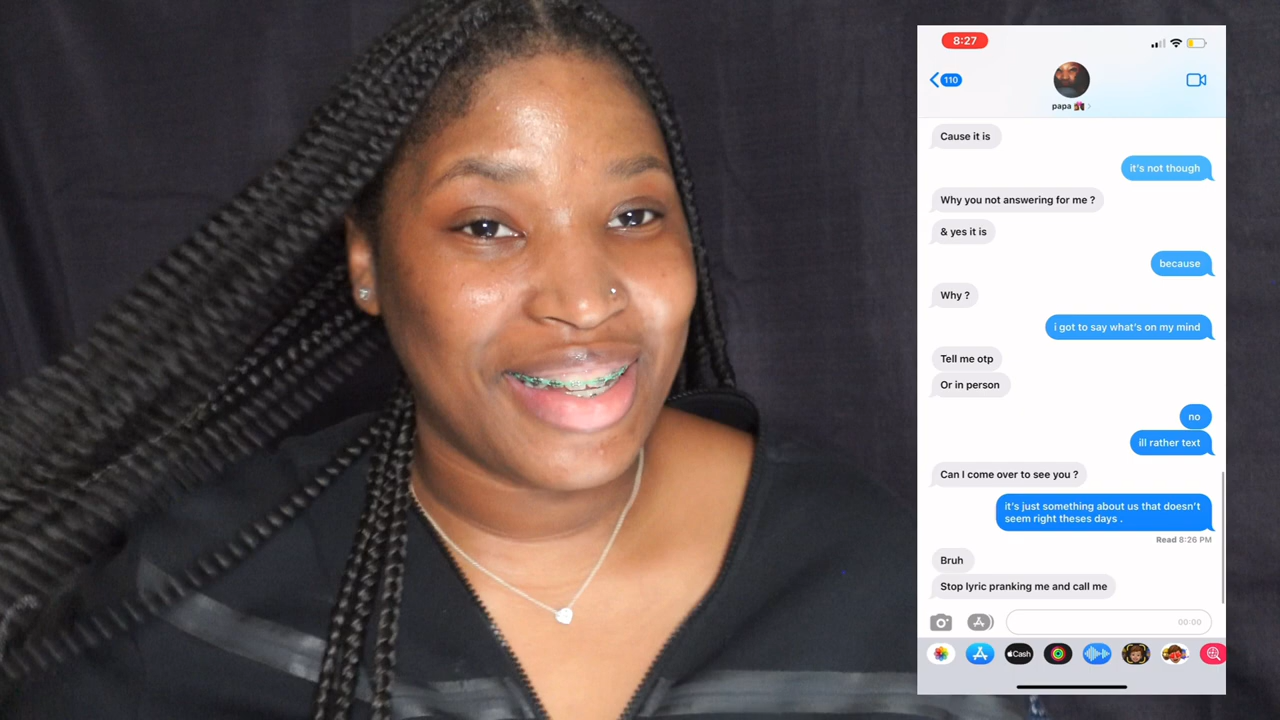 8:27
110
papa
Cause it is
it's not though
Why you not answering for me ?
& yes it is
because
Why ?
i got to say what's on my mind
Tell me otp
Or in person
no
ill rather text
Can I come over to see you ?
it's just something about us that doesn't
seem right theses days .
Read 8:26 PM
Bruh
Stop lyric pranking me and call me
00:00
Cash